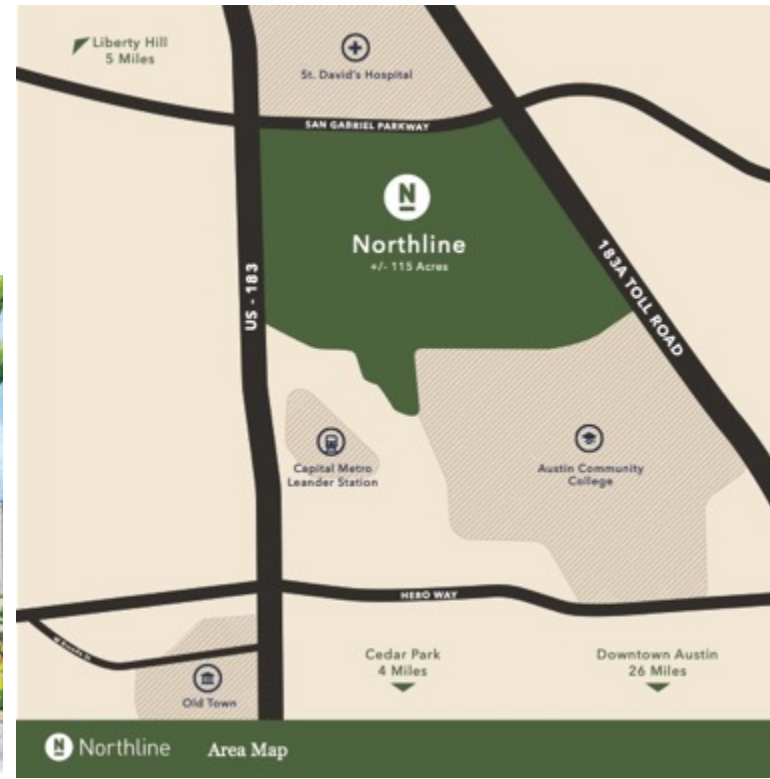 Liberty Hill
5 Miles
St. David's Hospital
SAN GABRIEL PARKWAY
N
Northline
+/- 115 Acres
US - 183
183A TOLL ROAD
Capital Metro
Leander Station
Austin Community
College
HERO WAY
Cedar Park
4 Miles
Downtown Austin
26 Miles
Old Town
N Northline
Area Map